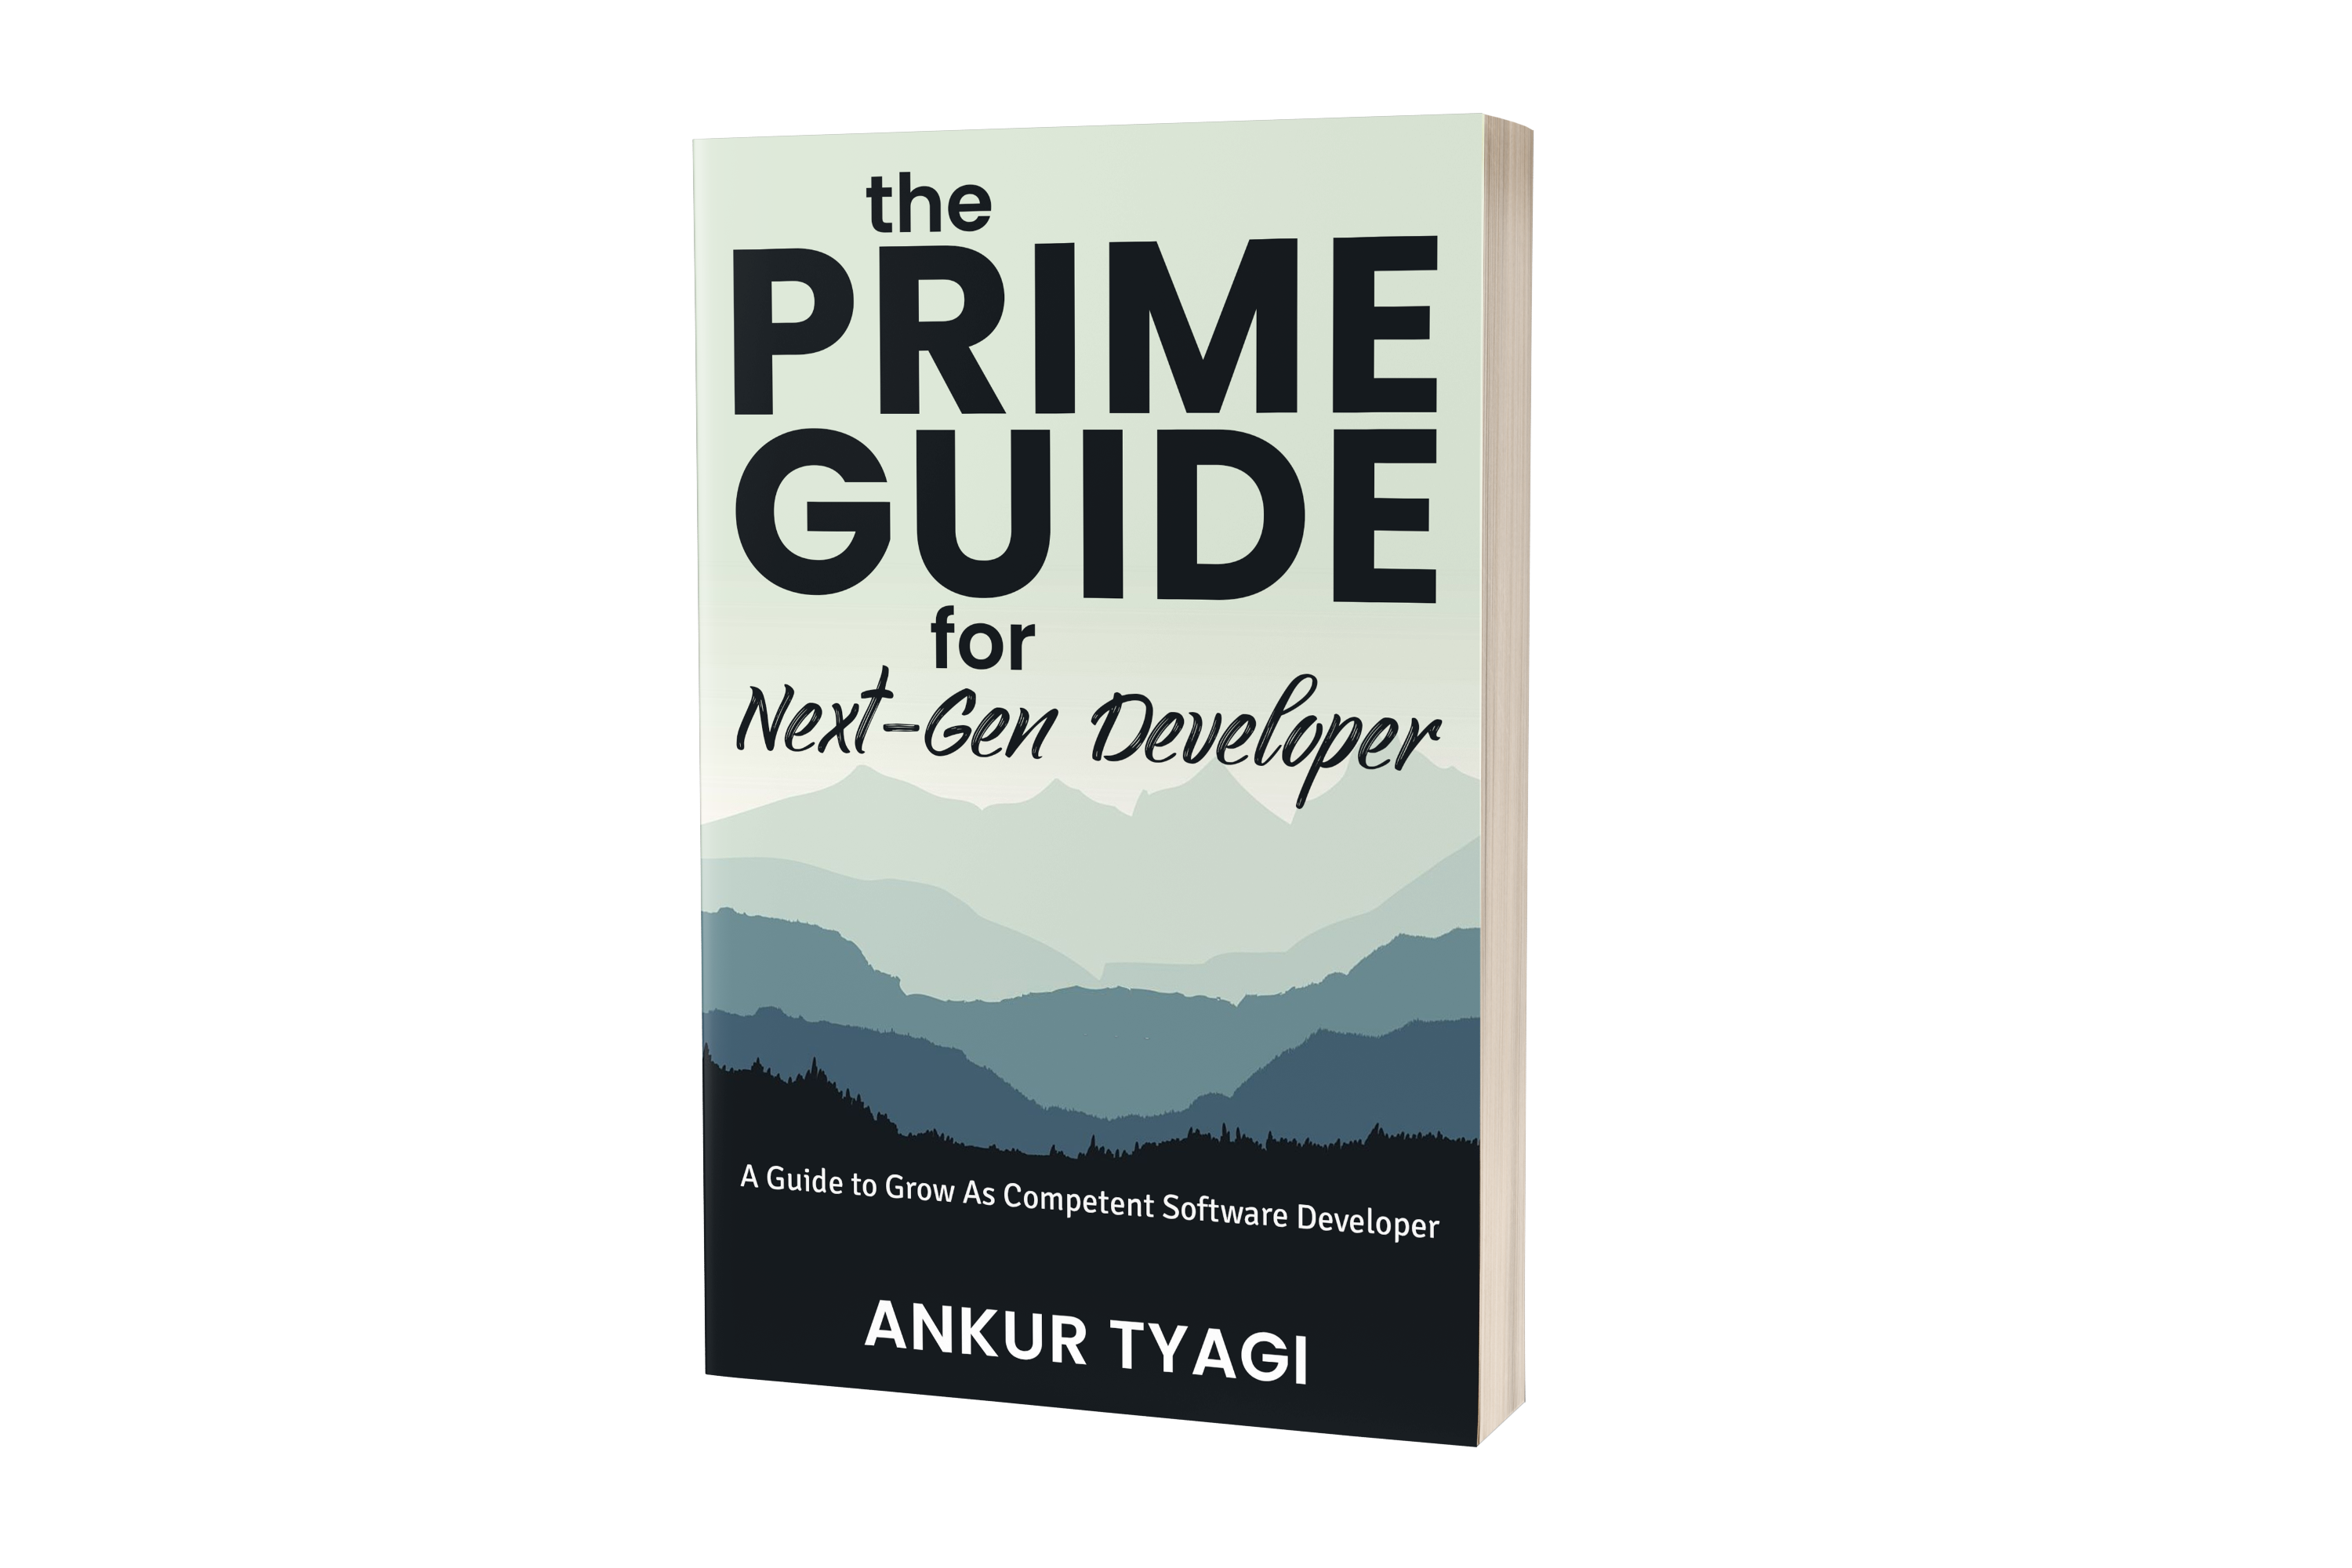 the
PRIME
GUIDE
for
Next-Gen Developer
A Guide to Grow As Competent Software Developer
ANKUR TYAGI